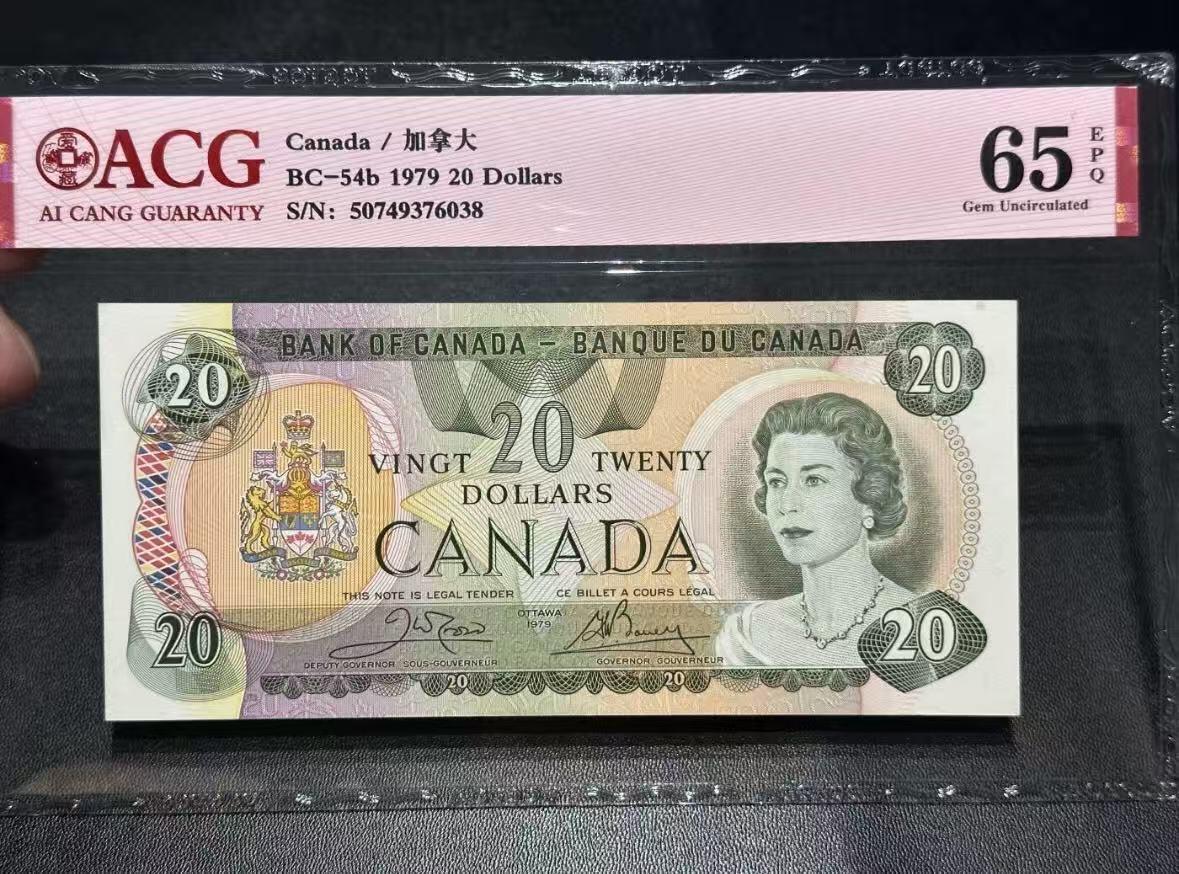 ACG
AI CANG GUARANTY
Canada / 加拿大
BC-54b 1979 20 Dollars
S/N: 50749376038
65
EPQ
Gem Uncirculated
BANK OF CANADA – BANQUE DU CANADA
20
20
VINGT 20 TWENTY
DOLLARS
CANADA
THIS NOTE IS LEGAL TENDER
CE BILLET A COURS LÉGAL
OTTAWA
1979
20
20
DEPUTY GOVERNOR SOUS-GOUVERNEUR
GOVERNOR GOUVERNEUR
20
20